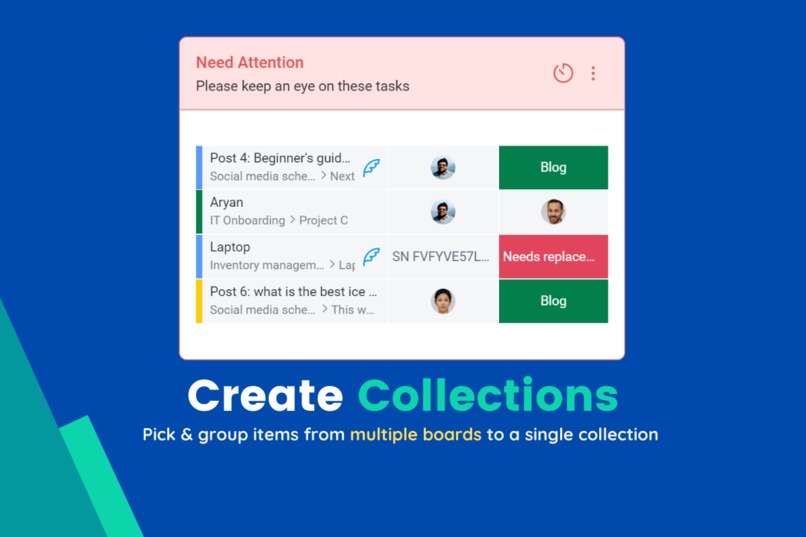 Need Attention
Please keep an eye on these tasks
Post 4: Beginner's guid...
Social media sche... > Next
Blog
Aryan
IT Onboarding > Project C
Laptop
Inventory managem... > Lap
SN FVFYVE57L...
Needs replace...
Post 6: what is the best ice ...
Social media sche... > This w...
Blog
Create Collections
Pick & group items from multiple boards to a single collection